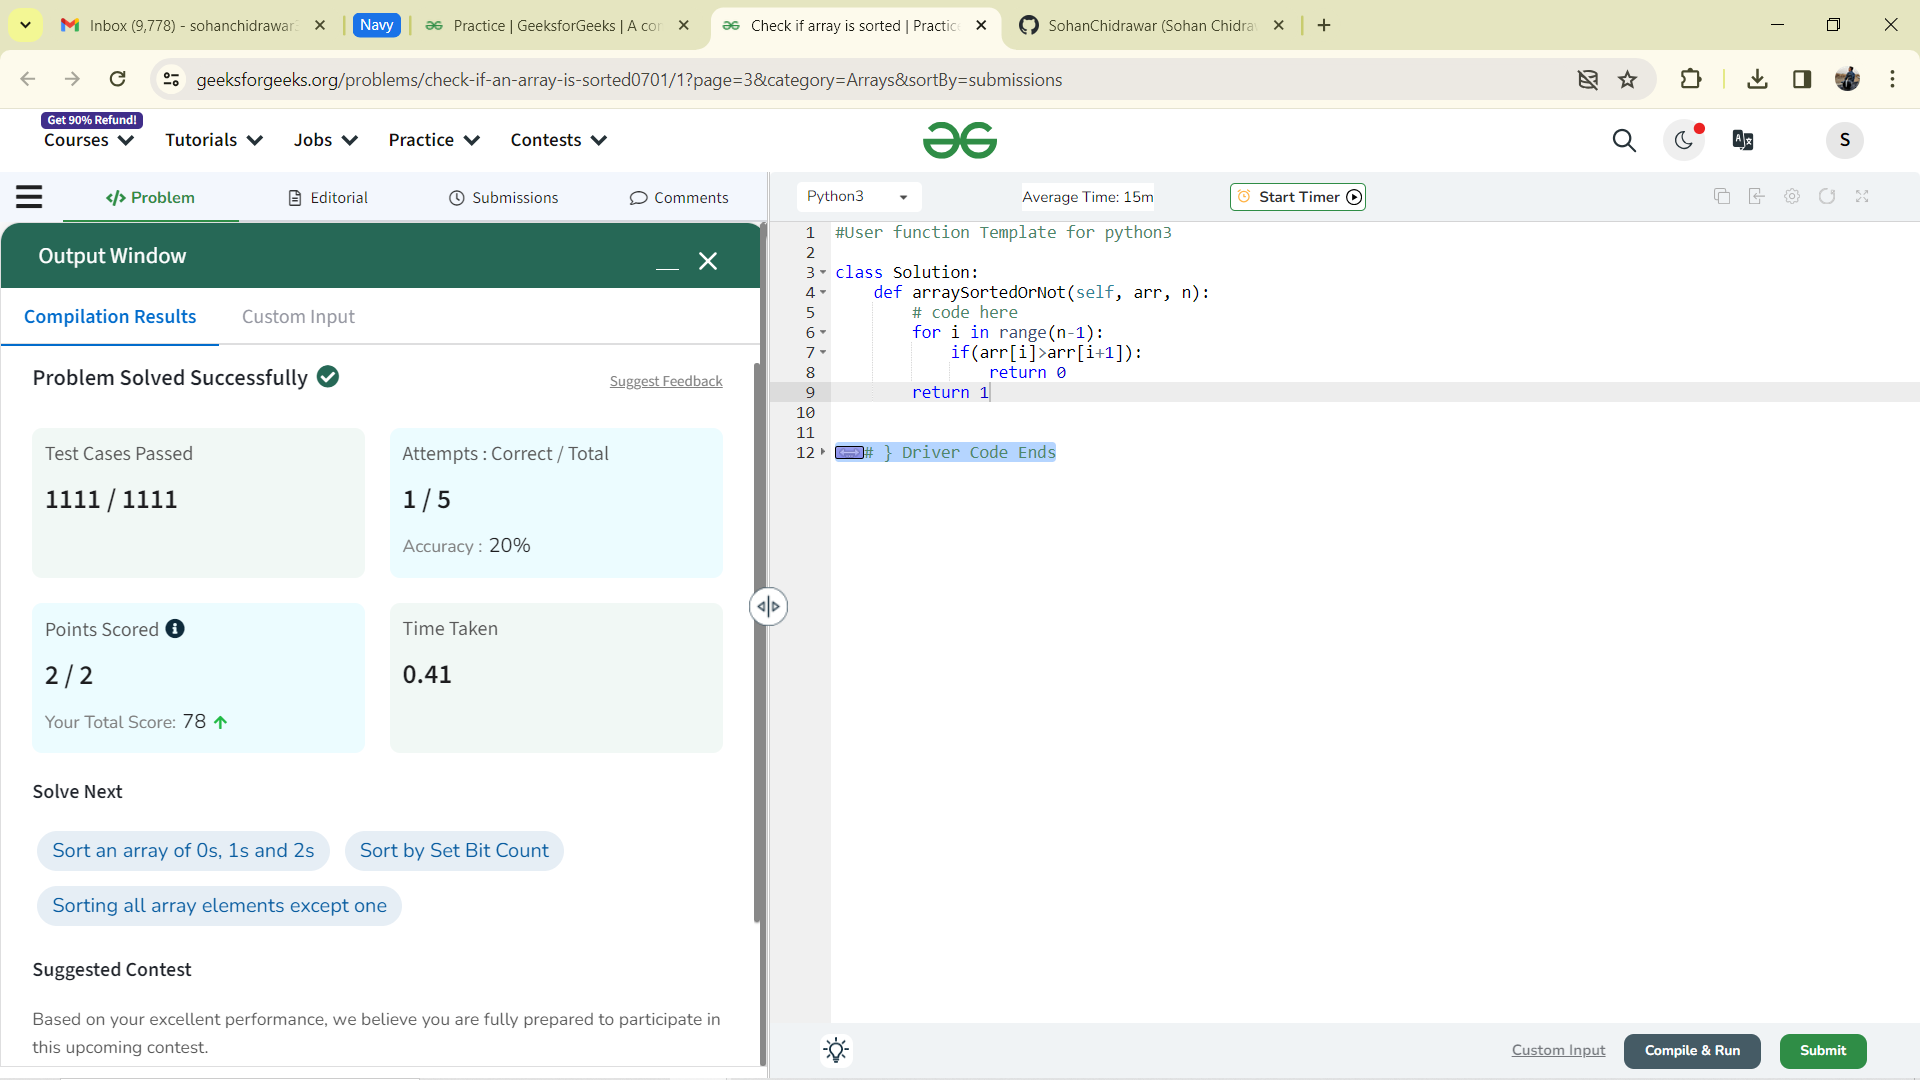 Inbox (9,778) - sohanchidrawar
Navy
Practice | GeeksforGeeks | A co
Check if array is sorted | Practice
SohanChidrawar (Sohan Chidra
geeksforgeeks.org/problems/check-if-an-array-is-sorted0701/1?page=3&category=Arrays&sortBy=submissions
Get 90% Refund!
Courses
Tutorials
Jobs
Practice
Contests
S
</> Problem
Editorial
Submissions
Comments
Python3
Average Time: 15m
Start Timer
Output Window
Compilation Results
Custom Input
Problem Solved Successfully
Suggest Feedback
Test Cases Passed
1111 / 1111
Attempts : Correct / Total
1 / 5
Accuracy : 20%
Points Scored
2 / 2
Your Total Score: 78
Time Taken
0.41
Solve Next
Sort an array of 0s, 1s and 2s
Sort by Set Bit Count
Sorting all array elements except one
Suggested Contest
Based on your excellent performance, we believe you are fully prepared to participate in
this upcoming contest.
1 #User function Template for python3
2
3 class Solution:
4 def arraySortedOrNot(self, arr, n):
5 # code here
6 for i in range(n-1):
7 if(arr[i]>arr[i+1]):
8 return 0
9 return 1
10
11
12 # } Driver Code Ends
Custom Input
Compile & Run
Submit